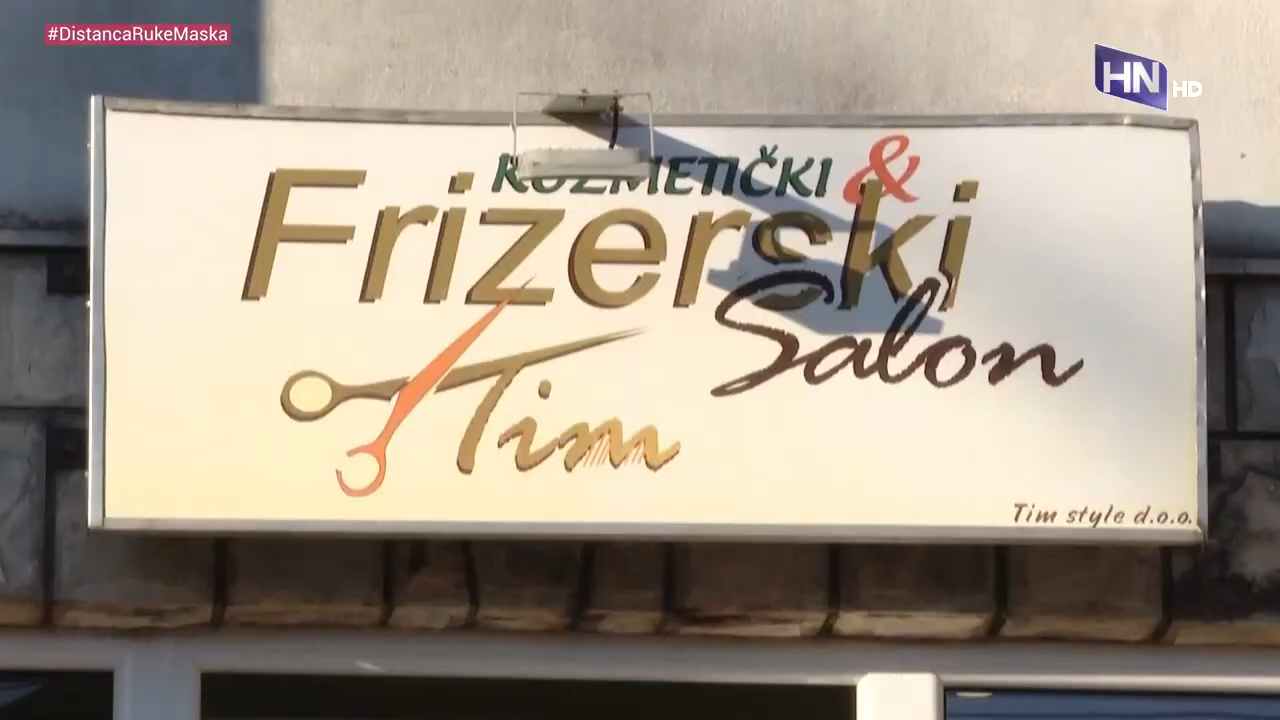 #DistancaRukeMaska
HN HD
KOZMETIČKI &
Frizerski
Salon
Tim
Tim style d.o.o.